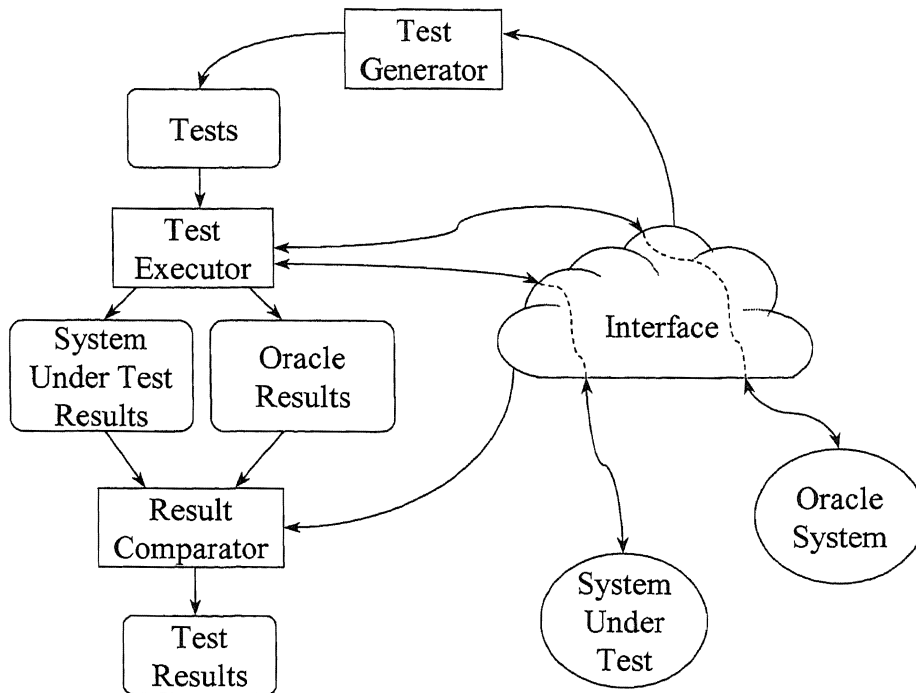 Test
Generator
Tests
Test
Executor
System
Under Test
Results
Oracle
Results
Interface
Result
Comparator
Oracle
System
System
Under
Test
Test
Results